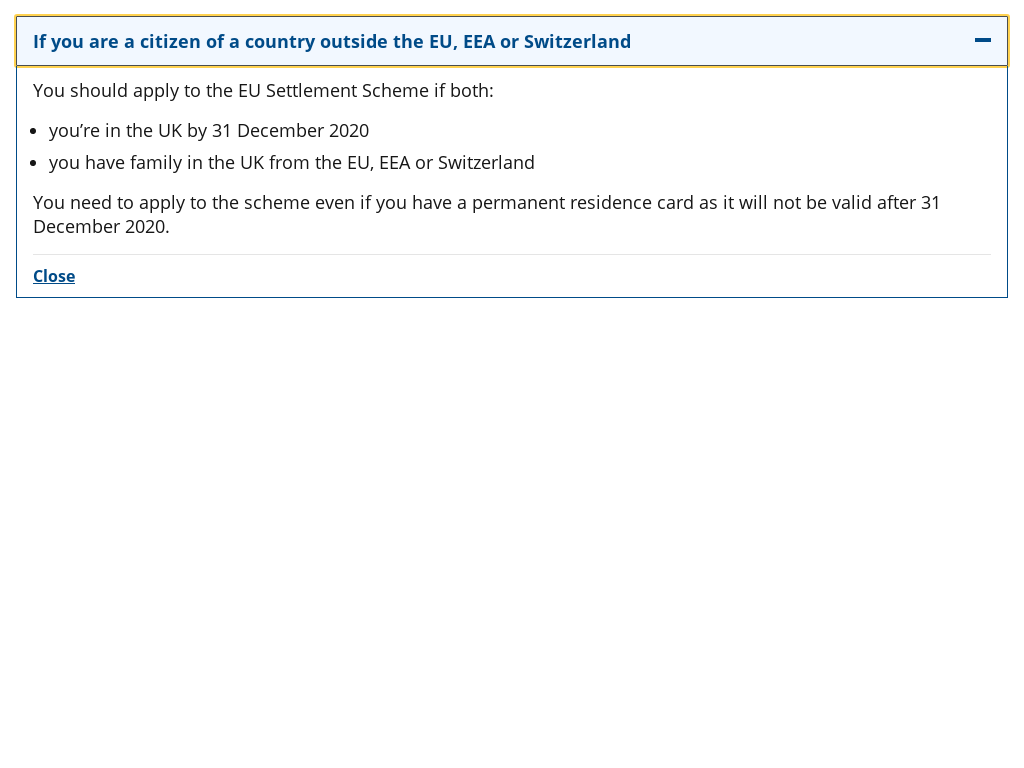 If you are a citizen of a country outside the EU, EEA or Switzerland
You should apply to the EU Settlement Scheme if both:
you’re in the UK by 31 December 2020
you have family in the UK from the EU, EEA or Switzerland
You need to apply to the scheme even if you have a permanent residence card as it will not be valid after 31
December 2020.
Close